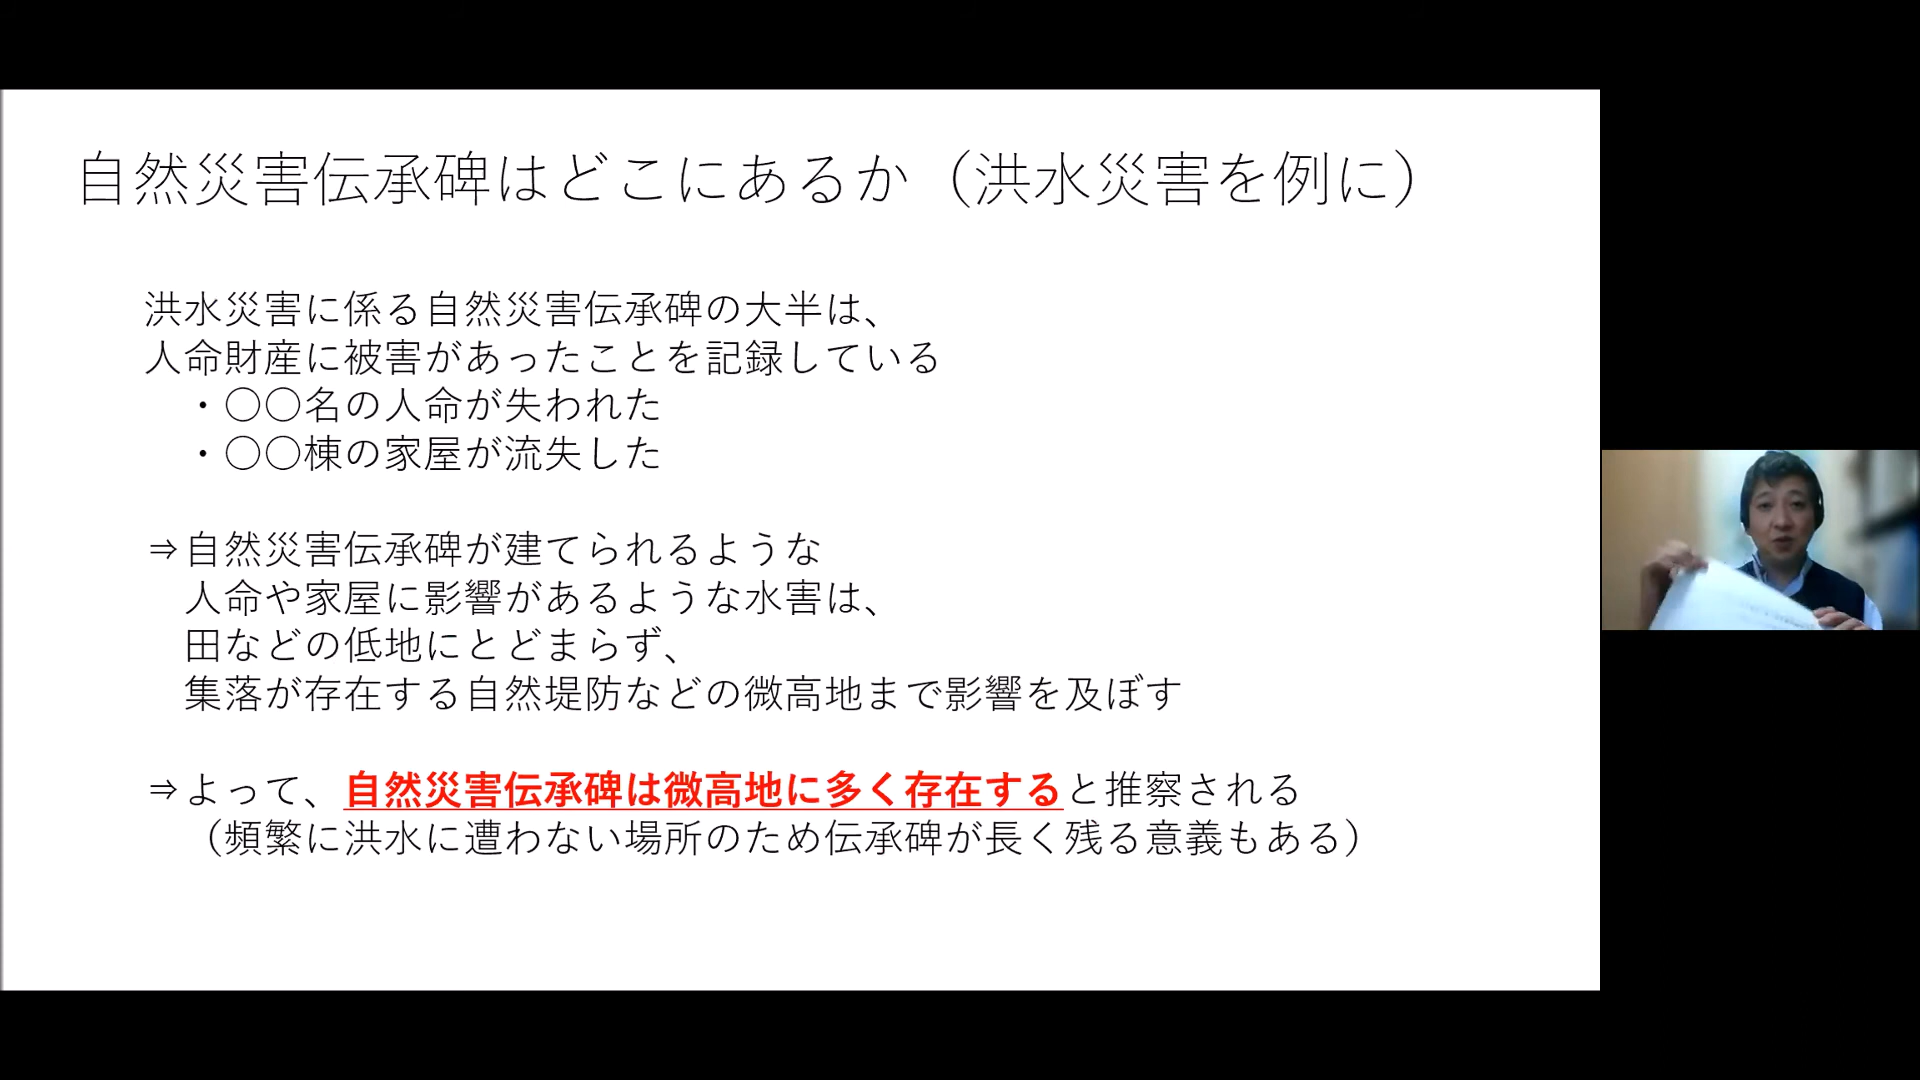 自然災害伝承碑はどこにあるか（洪水災害を例に）
洪水災害に係る自然災害伝承碑の大半は、
人命財産に被害があったことを記録している
・〇〇名の人命が失われた
・〇〇棟の家屋が流失した
⇒自然災害伝承碑が建てられるような
人命や家屋に影響があるような水害は、
田などの低地にとどまらず、
集落が存在する自然堤防などの微高地まで影響を及ぼす
⇒よって、自然災害伝承碑は微高地に多く存在すると推察される
（頻繁に洪水に遭わない場所のため伝承碑が長く残る意義もある）